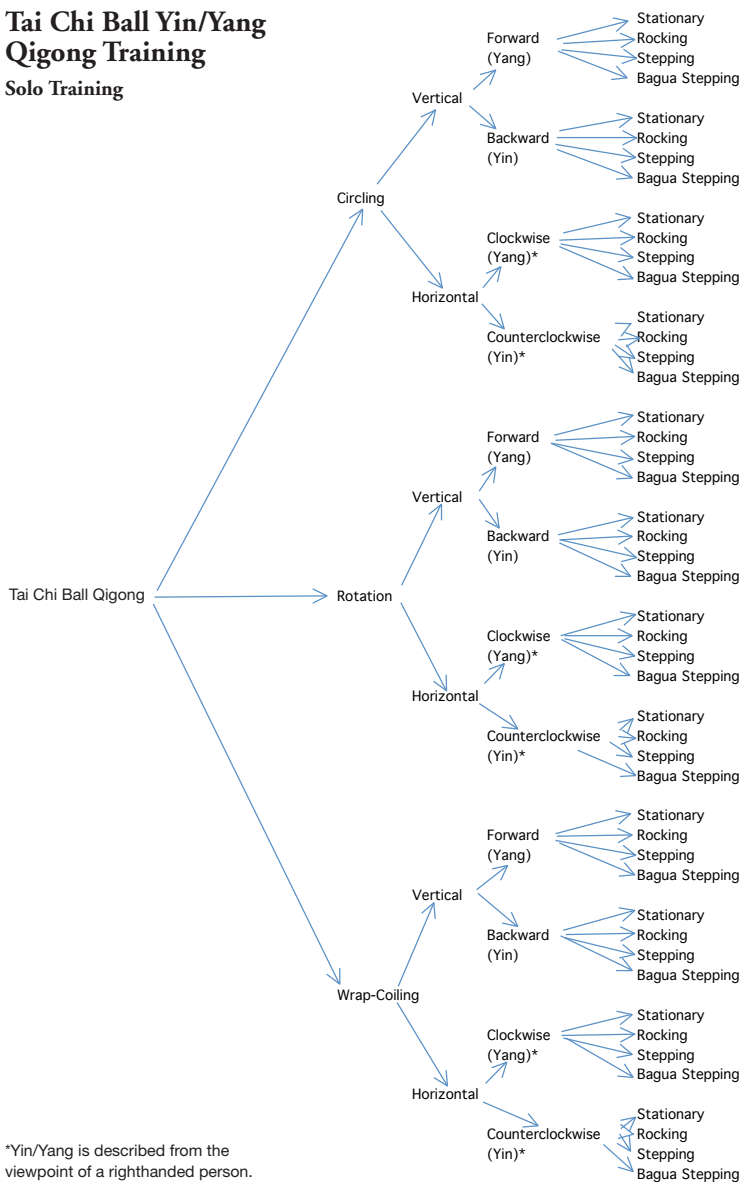 Tai Chi Ball Yin/Yang
Qigong Training
Solo Training
Tai Chi Ball Qigong
Circling
Vertical
Forward
(Yang)
Stationary
Rocking
Stepping
Bagua Stepping
Backward
(Yin)
Stationary
Rocking
Stepping
Bagua Stepping
Horizontal
Clockwise
(Yang)*
Stationary
Rocking
Stepping
Bagua Stepping
Counterclockwise
(Yin)*
Stationary
Rocking
Stepping
Bagua Stepping
Rotation
Vertical
Forward
(Yang)
Stationary
Rocking
Stepping
Bagua Stepping
Backward
(Yin)
Stationary
Rocking
Stepping
Bagua Stepping
Horizontal
Clockwise
(Yang)*
Stationary
Rocking
Stepping
Bagua Stepping
Counterclockwise
(Yin)*
Stationary
Rocking
Stepping
Bagua Stepping
Wrap-Coiling
Vertical
Forward
(Yang)
Stationary
Rocking
Stepping
Bagua Stepping
Backward
(Yin)
Stationary
Rocking
Stepping
Bagua Stepping
Horizontal
Clockwise
(Yang)*
Stationary
Rocking
Stepping
Bagua Stepping
Counterclockwise
(Yin)*
Stationary
Rocking
Stepping
Bagua Stepping
*Yin/Yang is described from the
viewpoint of a righthanded person.